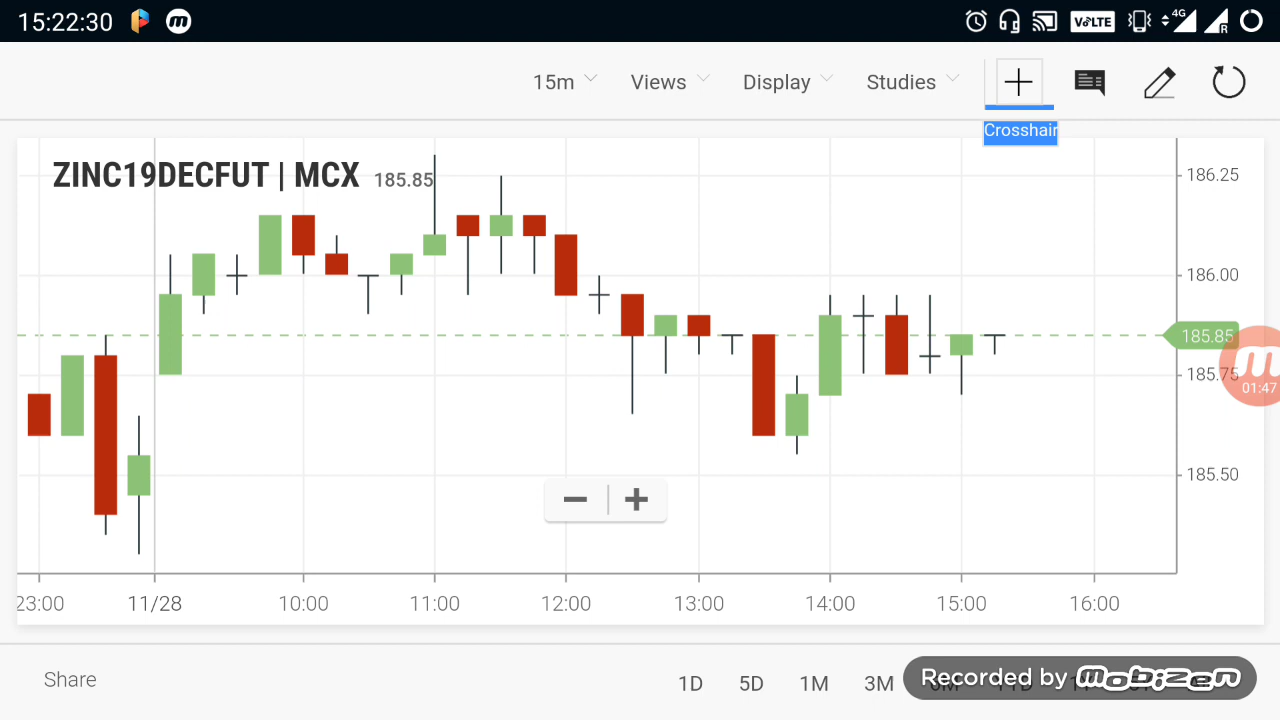 15:22:30 m VoLTE 4G R
15m Views Display Studies
Crosshair
ZINC19DECFUT | MCX 185.85
186.25
186.00
185.85
185.75
01:47
185.50
23:00 11/28 10:00 11:00 12:00 13:00 14:00 15:00 16:00
Share 1D 5D 1M 3M
Recorded by mobizen